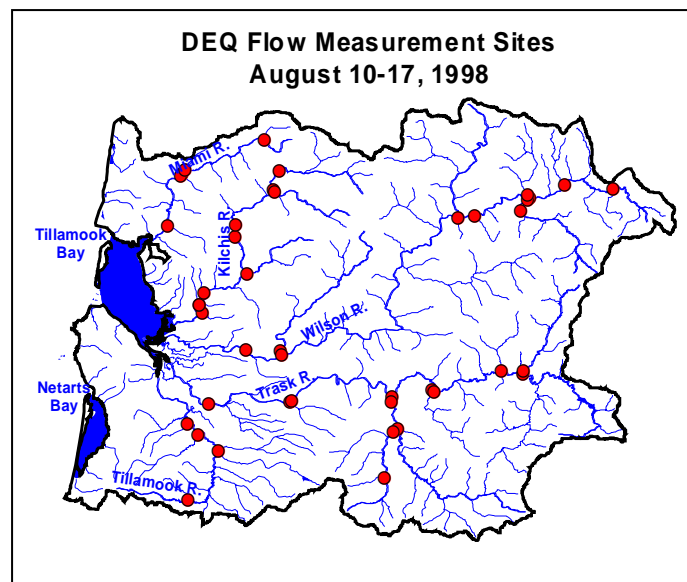 DEQ Flow Measurement Sites
August 10-17, 1998
Miami R.
Tillamook
Bay
Kilchis R.
Wilson R.
Trask R.
Netarts
Bay
Tillamook R.